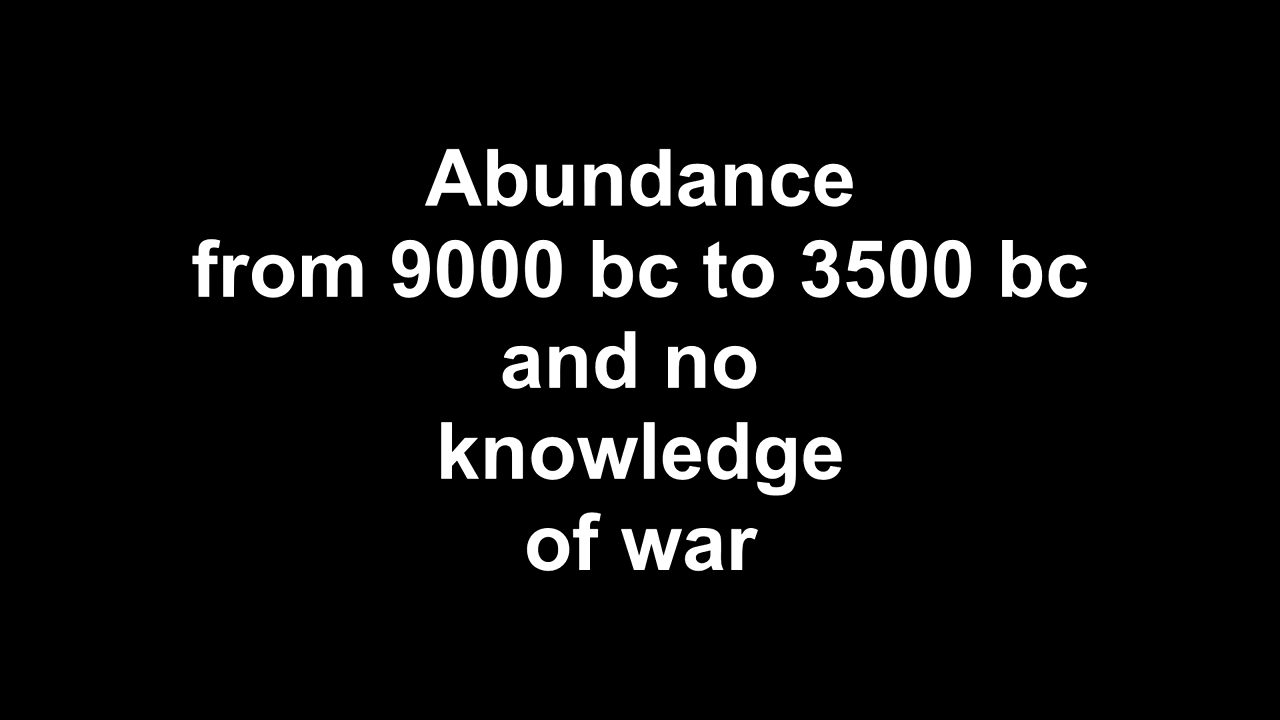 Abundance
from 9000 bc to 3500 bc
and no
knowledge
of war